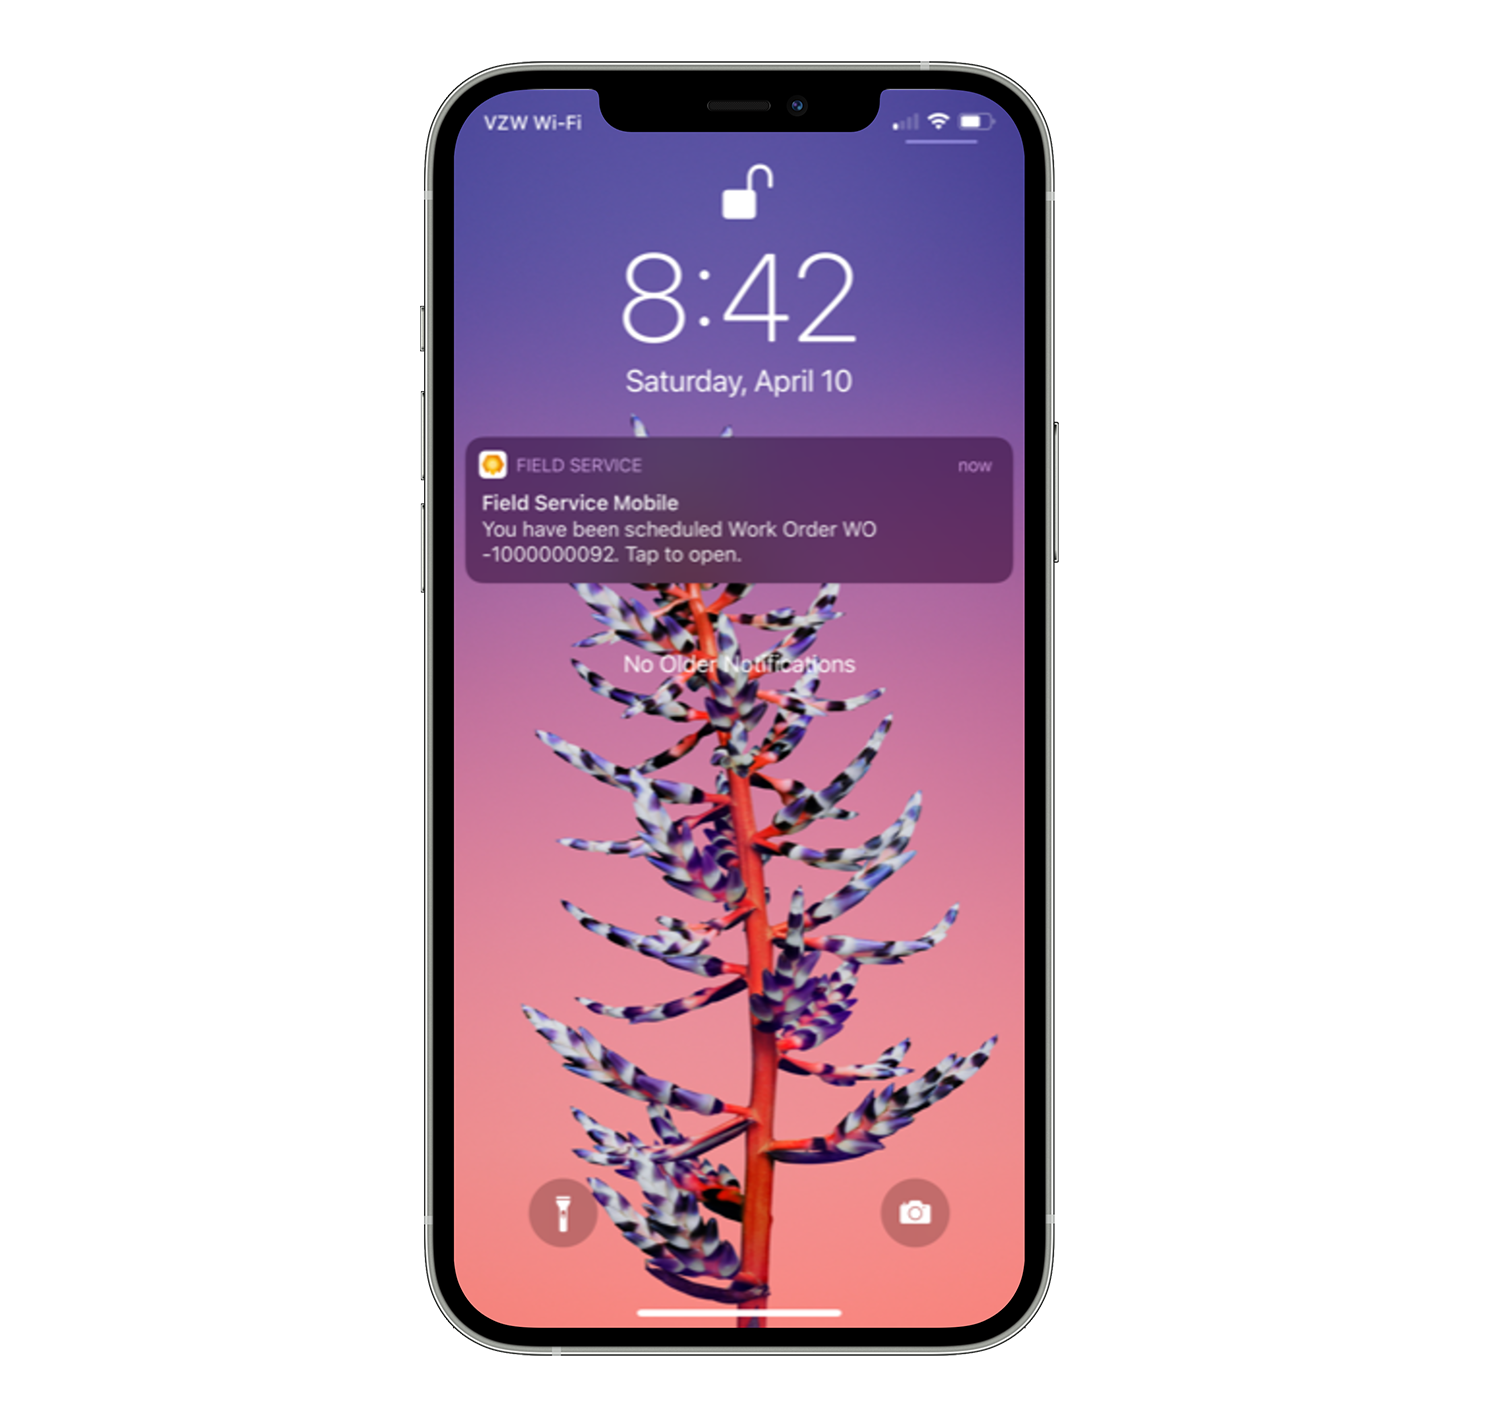 VZW Wi-Fi
8:42
Saturday, April 10
FIELD SERVICE now
Field Service Mobile
You have been scheduled Work Order WO
-1000000092. Tap to open.
No Older Notifications